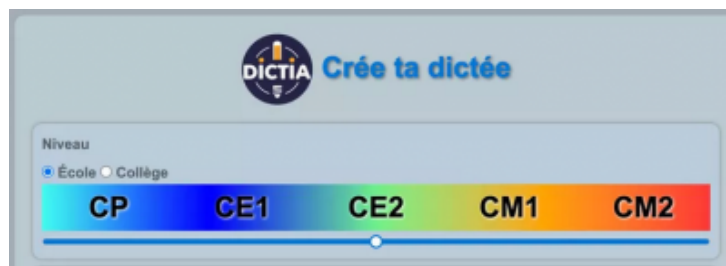 DICTIA Crée ta dictée
Niveau
École Collège
CP CE1 CE2 CM1 CM2